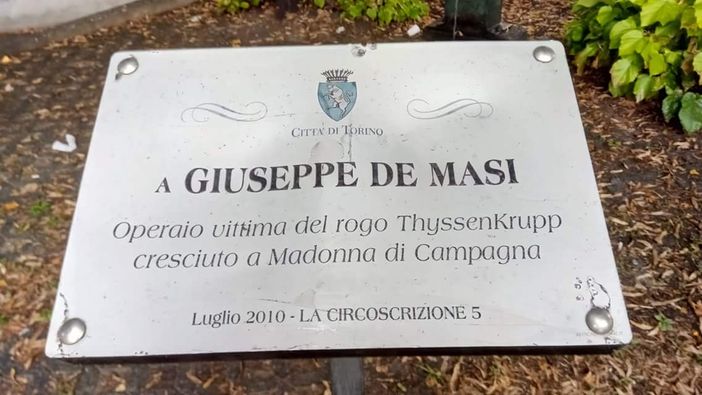 CITTA' DI TORINO
A GIUSEPPE DE MASI
Operaio vittima del rogo ThyssenKrupp
cresciuto a Madonna di Campagna
Luglio 2010 - LA CIRCOSCRIZIONE 5